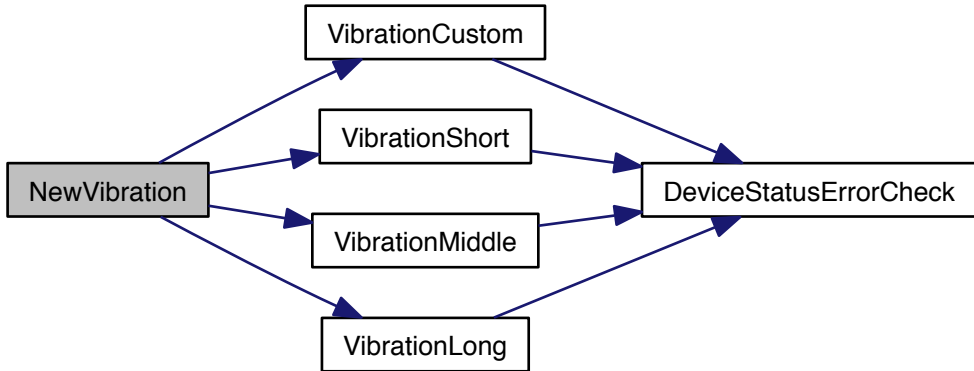 VibrationCustom
VibrationShort
NewVibration
DeviceStatusErrorCheck
VibrationMiddle
VibrationLong